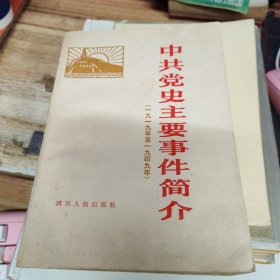 中共党史主要事件简介
（一九一九年至一九四九年）
四川人民出版社